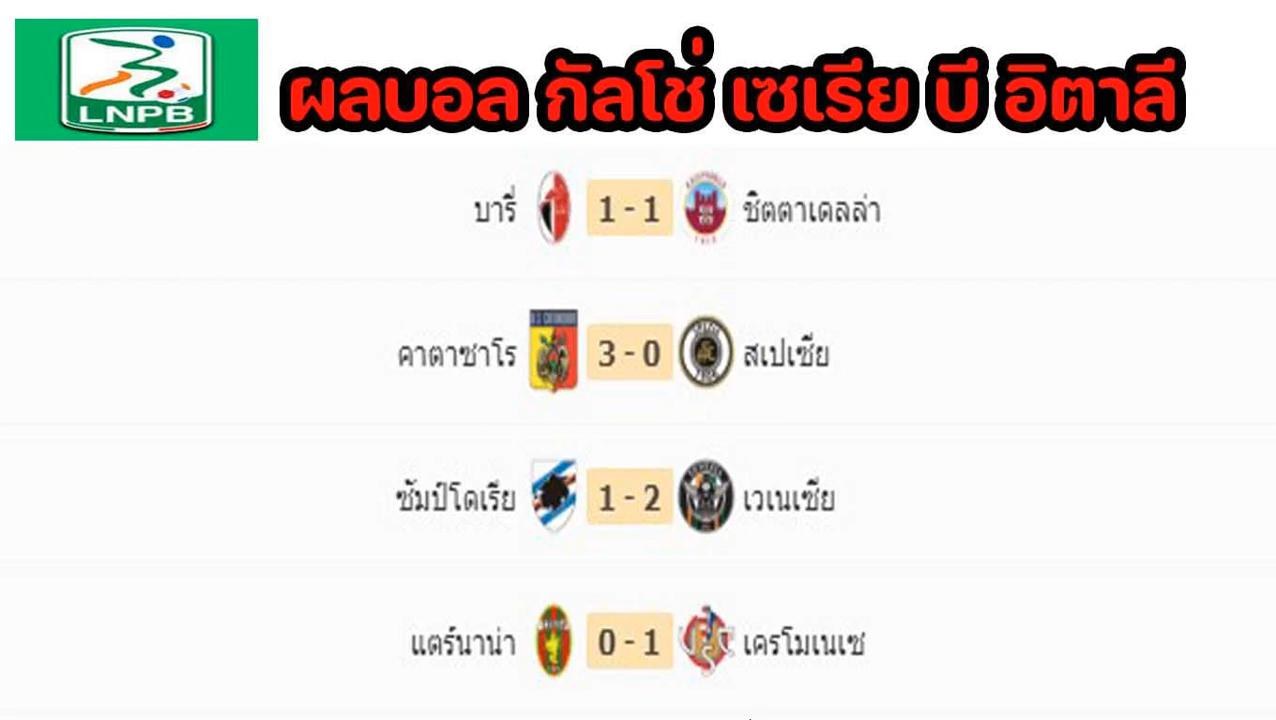 LNPB
ผลบอล กัลโช่ เซเรีย บี อิตาลี
บารี่ 1 - 1 ชิตตาเดลล่า
คาตาซาโร 3 - 0 สเปเซีย
ซัมป์โดเรีย 1 - 2 เวเนเซีย
แตร์นาน่า 0 - 1 เครโมเนเซ